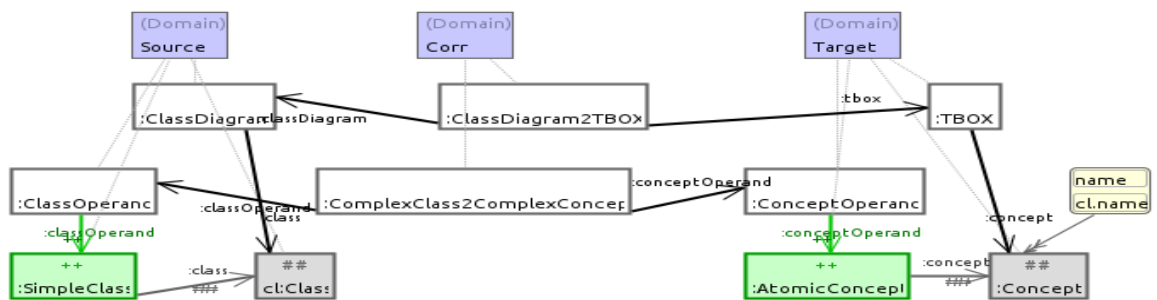 (Domain)
Source
(Domain)
Corr
(Domain)
Target
:ClassDiagram
:classDiagram
:ClassDiagram2TBOX
:tbox
:TBOX
:ClassOperand
:classOperand
:class
:ComplexClass2ComplexConcep
:conceptOperand
:ConceptOperand
name
cl.name
:concept
:classOperand
++
:conceptOperand
++
++
:SimpleClass
:class
##
##
cl:Class
++
:AtomicConcept
:concept
##
##
:Concept